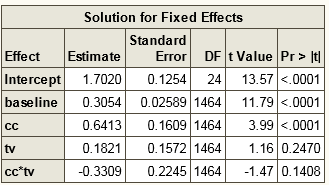 Solution for Fixed Effects
Effect Estimate Standard Error DF t Value Pr > |t|
Intercept 1.7020 0.1254 24 13.57 <.0001
baseline 0.3054 0.02589 1464 11.79 <.0001
cc 0.6413 0.1609 1464 3.99 <.0001
tv 0.1821 0.1572 1464 1.16 0.2470
cc*tv -0.3309 0.2245 1464 -1.47 0.1408